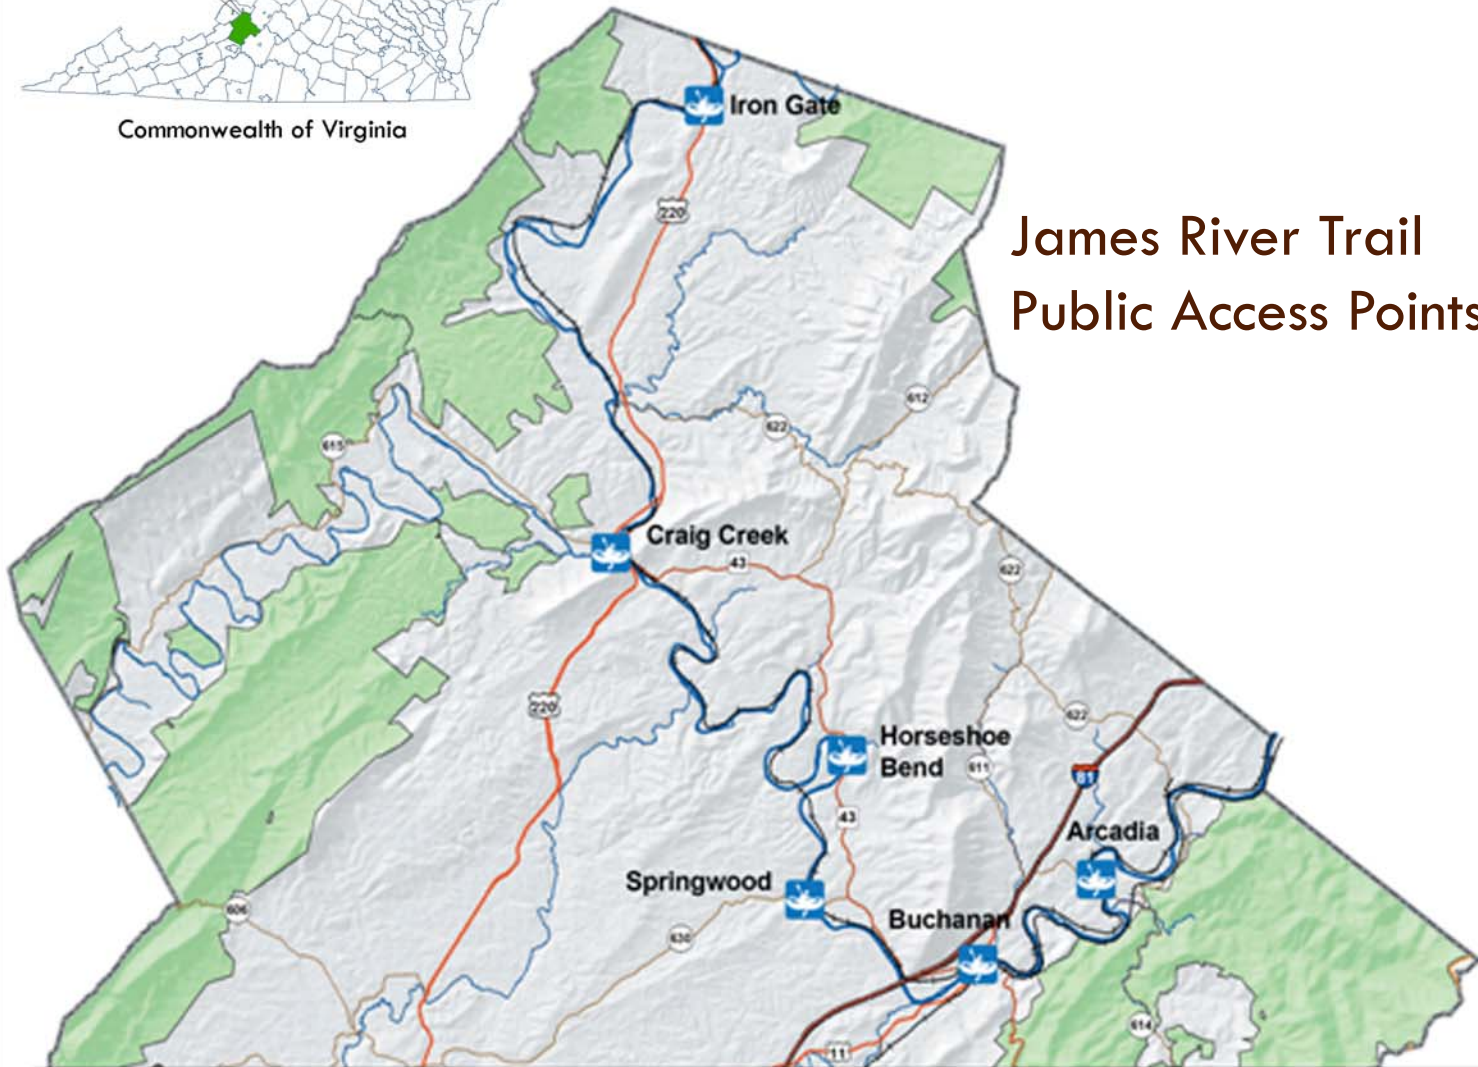 Commonwealth of Virginia
Iron Gate
220
James River Trail
Public Access Points
612
622
615
Craig Creek
43
622
220
622
Horseshoe
Bend
611
81
43
Arcadia
Springwood
606
Buchanan
630
614
11